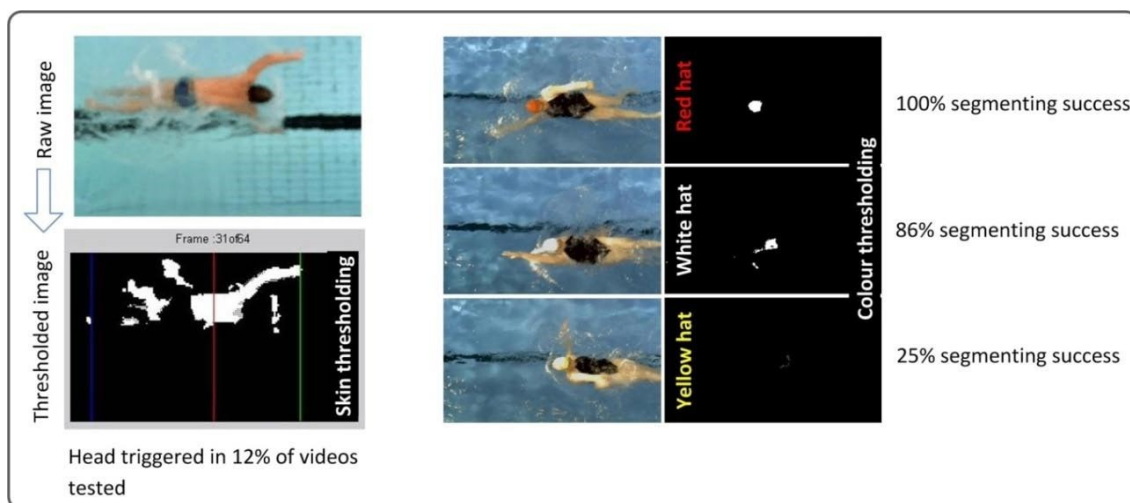 Raw image
Thresholded image
Frame :31of64
Skin thresholding
Head triggered in 12% of videos
tested
Red hat
White hat
Yellow hat
Colour thresholding
100% segmenting success
86% segmenting success
25% segmenting success